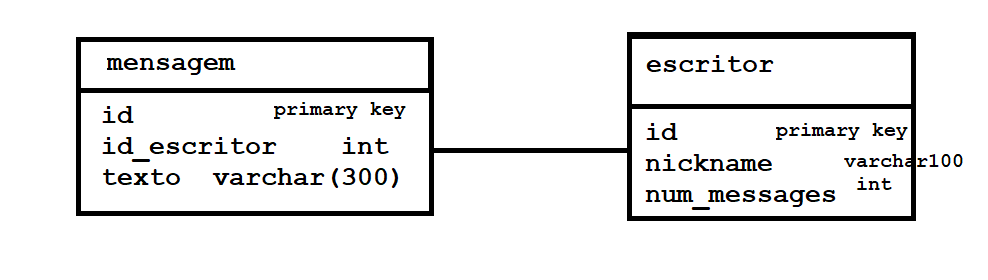 mensagem
id primary key
id_escritor int
texto varchar(300)
escritor
id primary key
nickname varchar100
num_messages int